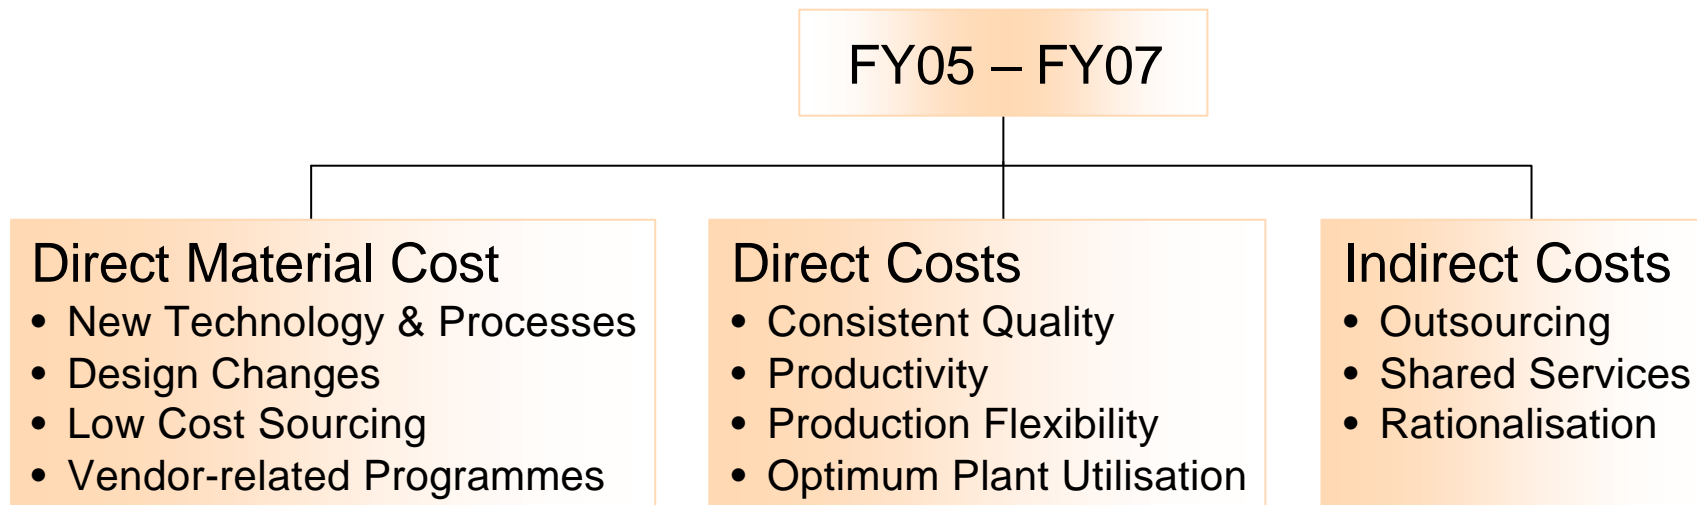 FY05 – FY07
Direct Material Cost
• New Technology & Processes
• Design Changes
• Low Cost Sourcing
• Vendor-related Programmes
Direct Costs
• Consistent Quality
• Productivity
• Production Flexibility
• Optimum Plant Utilisation
Indirect Costs
• Outsourcing
• Shared Services
• Rationalisation